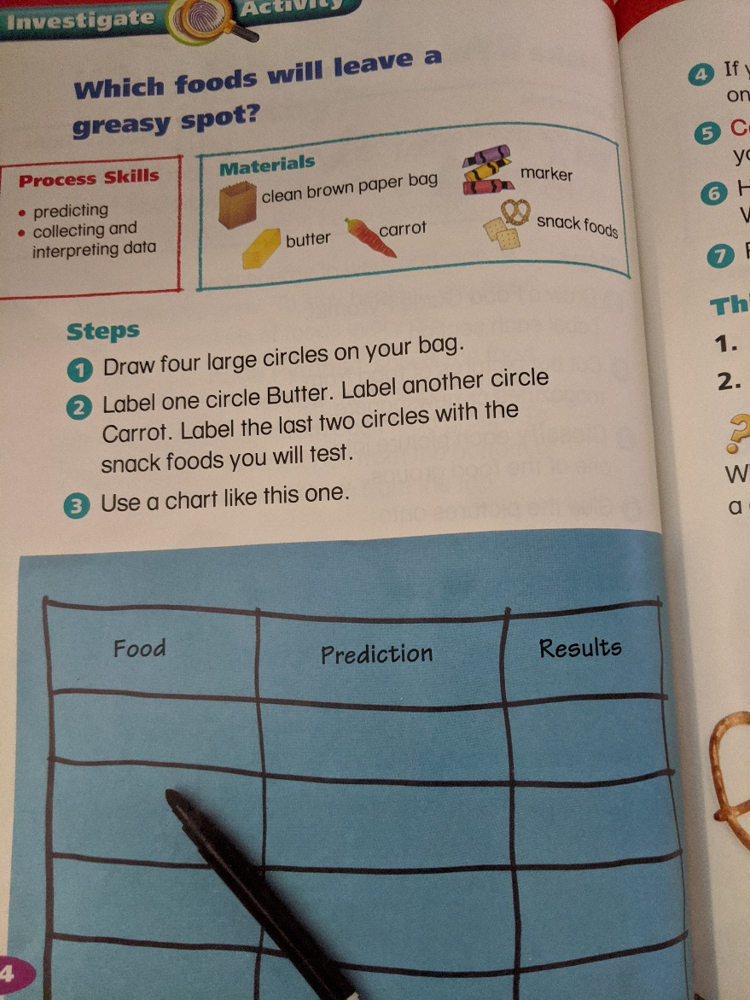 Investigate Activity
Which foods will leave a
greasy spot?
Process Skills
• predicting
• collecting and
interpreting data
Materials
clean brown paper bag
marker
butter
carrot
snack foods
Steps
1 Draw four large circles on your bag.
2 Label one circle Butter. Label another circle
Carrot. Label the last two circles with the
snack foods you will test.
3 Use a chart like this one.
Food Prediction Results
4
4 If
on
5
6
7
1.
2.
?
a